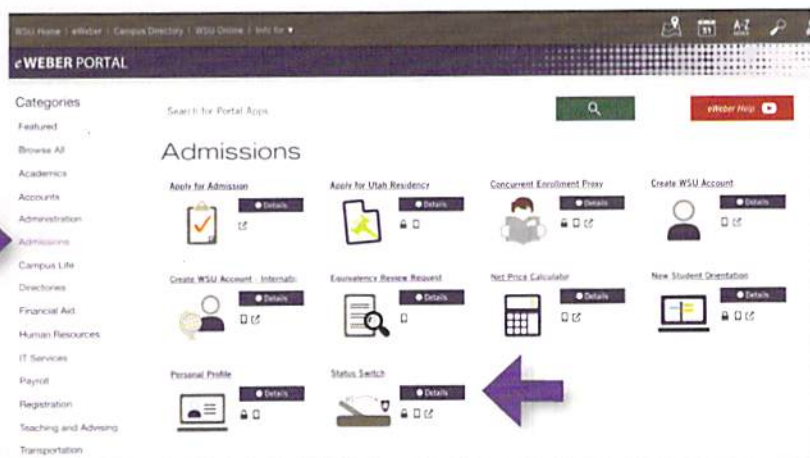 WSU Home | eWeber | Campus Directory | WSU Online | Info for ▼
31 A-Z
eWEBER PORTAL
Categories
Featured
Browse All
Academics
Accounts
Administration
Admissions
Campus Life
Directories
Financial Aid
Human Resources
IT Services
Payroll
Registration
Teaching and Advising
Transportation
Search for Portal Apps
eWeber Help
Admissions
Apply for Admission
Details
Apply for Utah Residency
Details
Concurrent Enrollment Proxy
Details
Create WSU Account
Details
Create WSU Account - Internatio
Details
Equivalency Review Request
Details
Net Price Calculator
Details
New Student Orientation
Details
Personal Profile
Details
Status Switch
Details